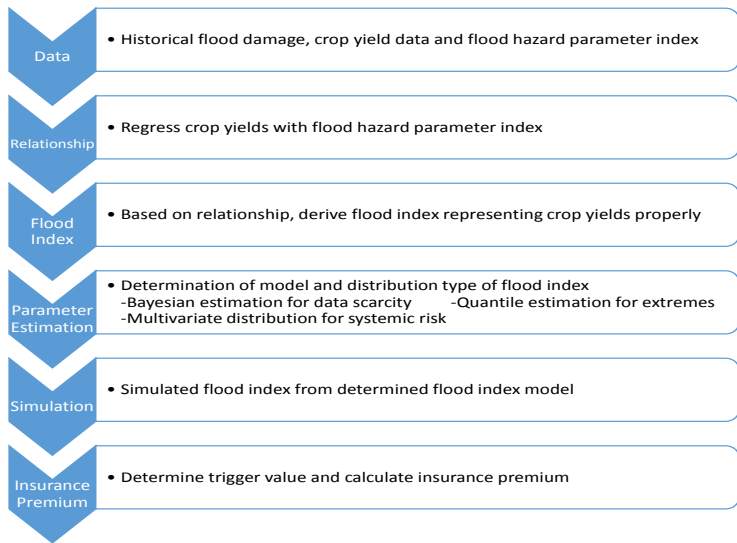 Data
• Historical flood damage, crop yield data and flood hazard parameter index
Relationship
• Regress crop yields with flood hazard parameter index
Flood
Index
• Based on relationship, derive flood index representing crop yields properly
Parameter
Estimation
• Determination of model and distribution type of flood index
-Bayesian estimation for data scarcity -Quantile estimation for extremes
-Multivariate distribution for systemic risk
Simulation
• Simulated flood index from determined flood index model
Insurance
Premium
• Determine trigger value and calculate insurance premium